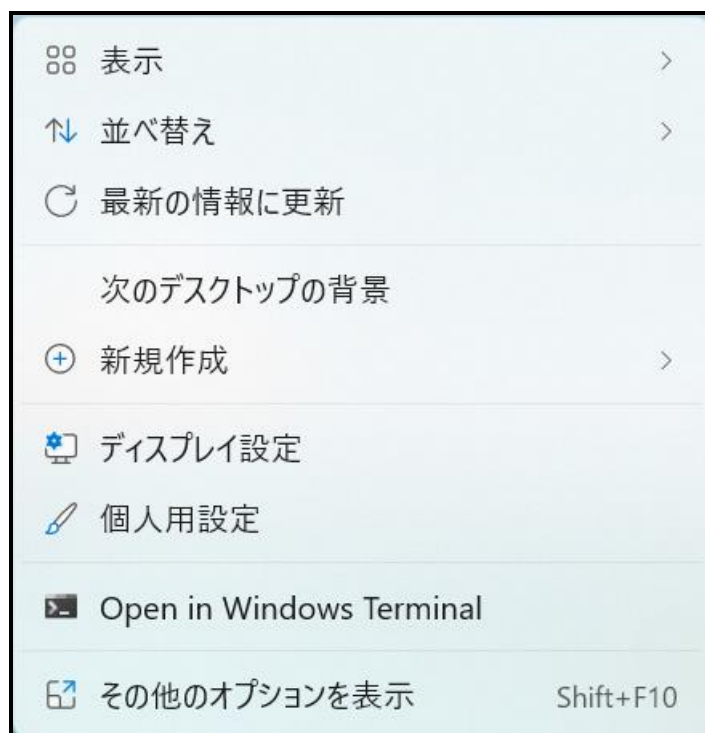 表示
並べ替え
最新の情報に更新
次のデスクトップの背景
新規作成
ディスプレイ設定
個人用設定
Open in Windows Terminal
その他のオプションを表示 Shift+F10